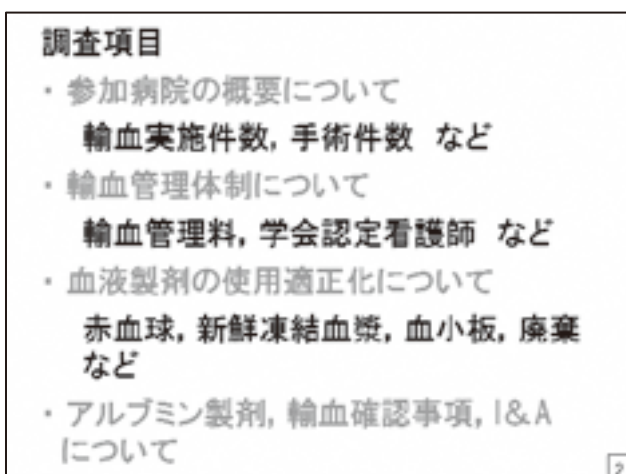 調査項目
・参加病院の概要について
輸血実施件数, 手術件数 など
・輸血管理体制について
輸血管理料, 学会認定看護師 など
・血液製剤の使用適正化について
赤血球, 新鮮凍結血漿, 血小板, 廃棄
など
・アルブミン製剤, 輸血確認事項, I&A
について
2